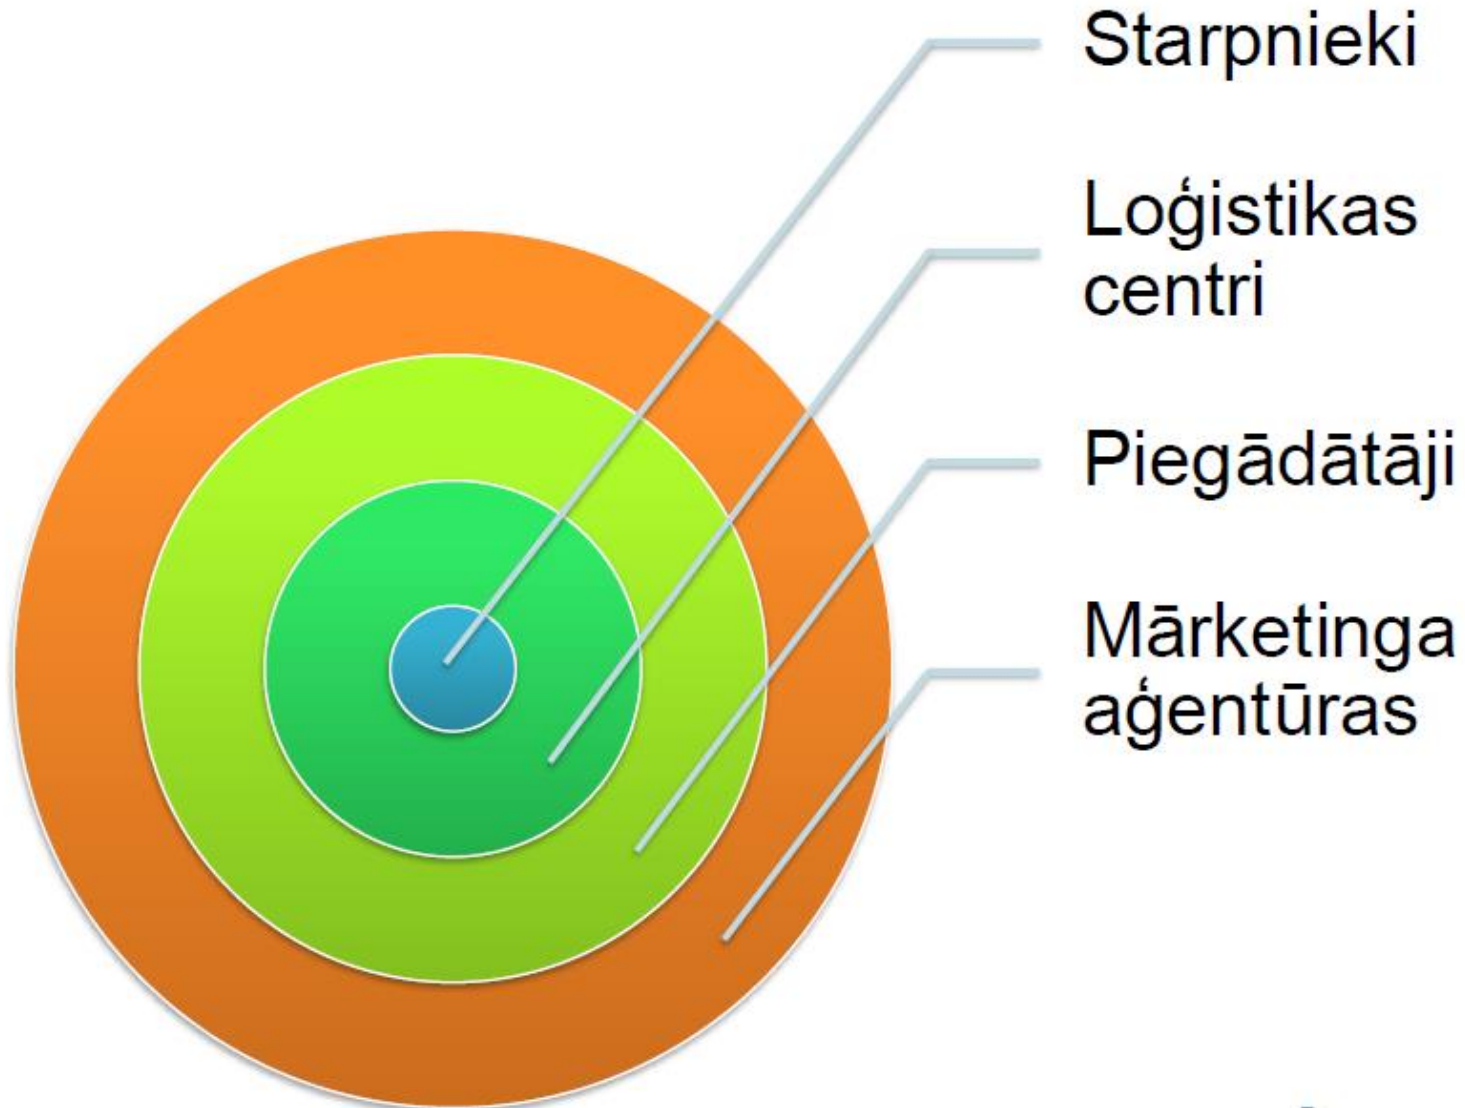 Starpnieki
Loģistikas
centri
Piegādātāji
Mārketinga
aģentūras